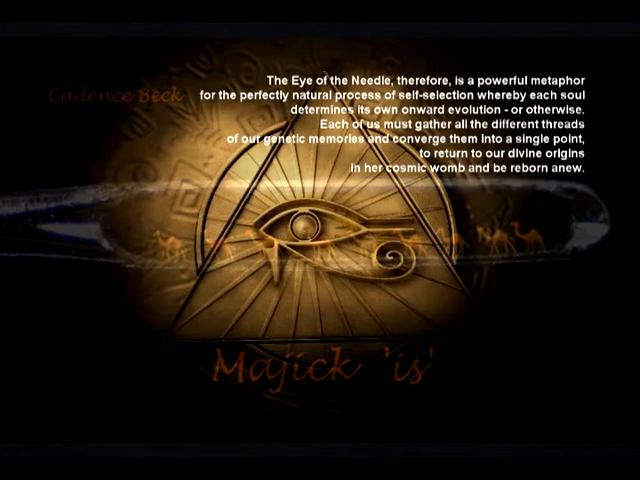 Cadence Beck
The Eye of the Needle, therefore, is a powerful metaphor
for the perfectly natural process of self-selection whereby each soul
determines its own onward evolution - or otherwise.
Each of us must gather all the different threads
of our genetic memories and converge them into a single point,
to return to our divine origins
in her cosmic womb and be reborn anew.
Majick 'is'